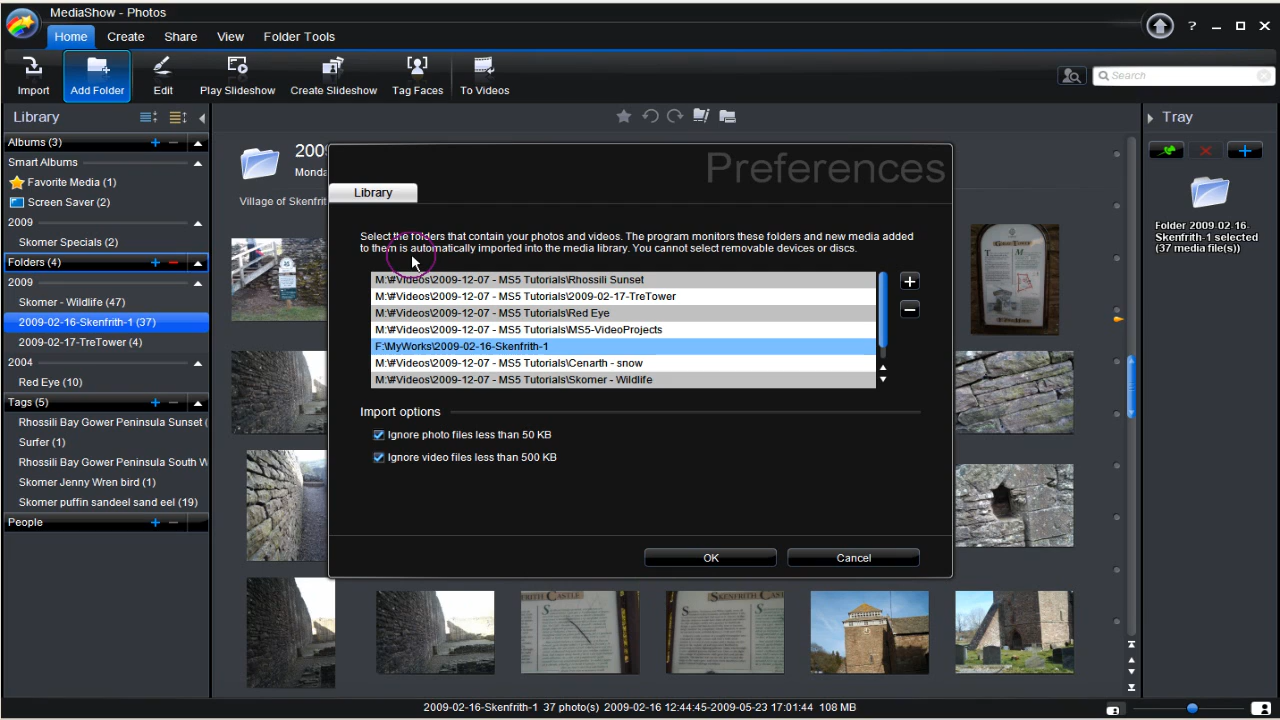 MediaShow - Photos
Home Create Share View Folder Tools
?
Import Add Folder Edit Play Slideshow Create Slideshow Tag Faces To Videos
Search
Library
Tray
Albums (3)
Smart Albums
Favorite Media (1)
Screen Saver (2)
2009
Skomer Specials (2)
Folders (4)
2009
Skomer - Wildlife (47)
2009-02-16-Skenfrith-1 (37)
2009-02-17-TreTower (4)
2004
Red Eye (10)
Tags (5)
Rhossili Bay Gower Peninsula Sunset (
Surfer (1)
Rhossili Bay Gower Peninsula South W
Skomer Jenny Wren bird (1)
Skomer puffin sandeel sand eel (19)
People
200
Monda
Village of Skenfrit
Preferences
Library
Select the folders that contain your photos and videos. The program monitors these folders and new media added
to them is automatically imported into the media library. You cannot select removable devices or discs.
M:\#Videos\2009-12-07 - MS5 Tutorials\Rhossili Sunset
M:\#Videos\2009-12-07 - MS5 Tutorials\2009-02-17-TreTower
M:\#Videos\2009-12-07 - MS5 Tutorials\Red Eye
M:\#Videos\2009-12-07 - MS5 Tutorials\MS5-VideoProjects
F:\MyWorks\2009-02-16-Skenfrith-1
M:\#Videos\2009-12-07 - MS5 Tutorials\Cenarth - snow
M:\#Videos\2009-12-07 - MS5 Tutorials\Skomer - Wildlife
Import options
Ignore photo files less than 50 KB
Ignore video files less than 500 KB
OK Cancel
Folder 2009-02-16-
Skenfrith-1 selected
(37 media file(s))
2009-02-16-Skenfrith-1 37 photo(s) 2009-02-16 12:44:45-2009-05-23 17:01:44 108 MB